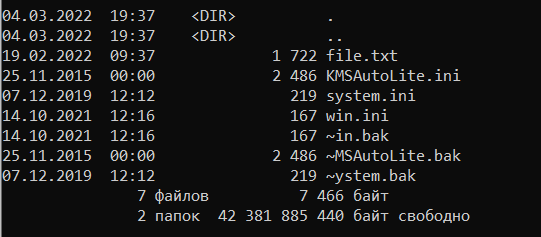 04.03.2022  19:37    <DIR>          .
04.03.2022  19:37    <DIR>          ..
19.02.2022  09:37             1 722 file.txt
25.11.2015  00:00             2 486 KMSAutoLite.ini
07.12.2019  12:12               219 system.ini
14.10.2021  12:16               167 win.ini
14.10.2021  12:16               167 ~in.bak
25.11.2015  00:00             2 486 ~MSAutoLite.bak
07.12.2019  12:12               219 ~ystem.bak
               7 файлов          7 466 байт
               2 папок  42 381 885 440 байт свободно